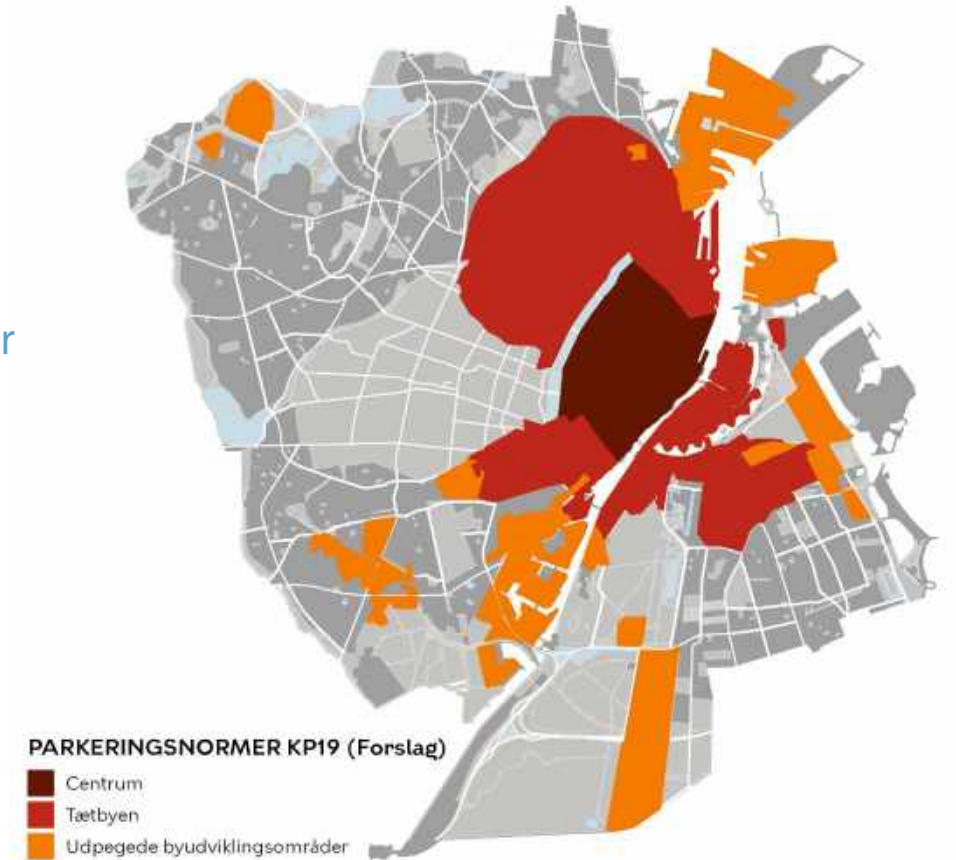 r
PARKERINGSNORMER KP19 (Forslag)
Centrum
Tætbyen
Udpegede byudviklingsområder